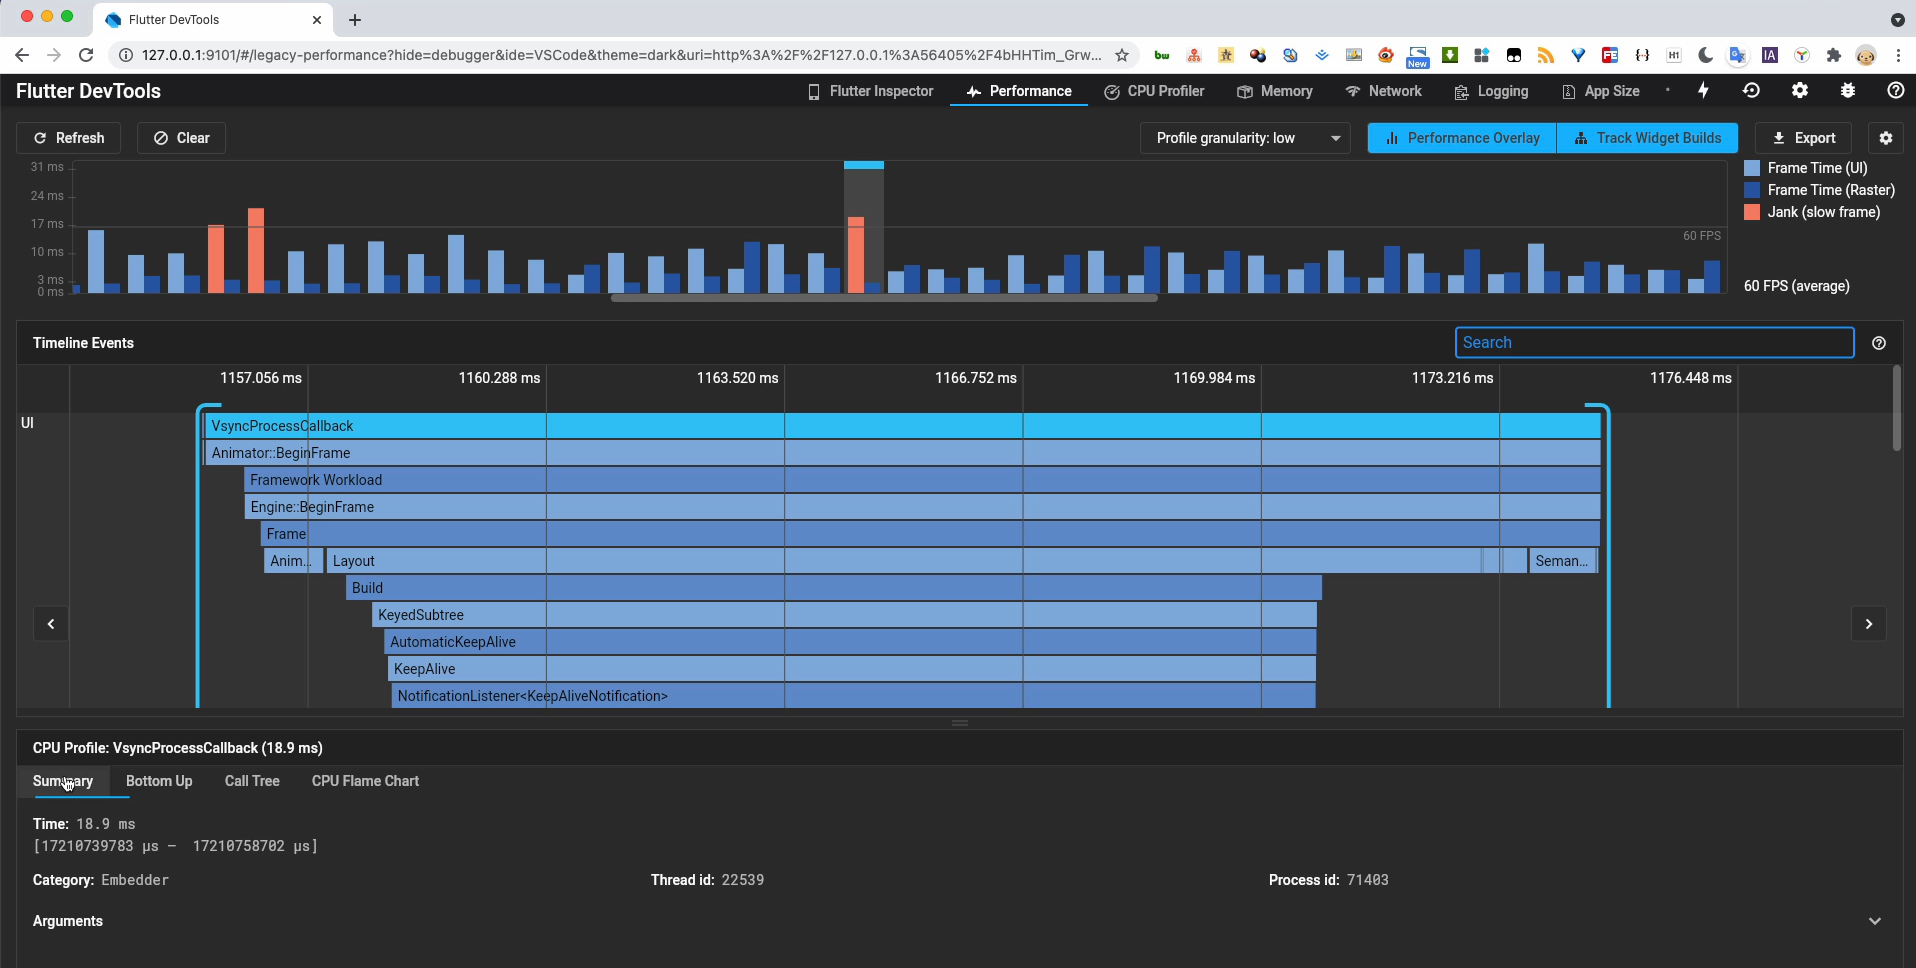 Flutter DevTools
127.0.0.1:9101/#/legacy-performance?hide=debugger&ide=VSCode&theme=dark&uri=http%3A%2F%2F127.0.0.1%3A56405%2F4bHHTim_Grw...
bw
New
FE
{-}
H1
IA
Flutter DevTools
Flutter Inspector
Performance
CPU Profiler
Memory
Network
Logging
App Size
Refresh
Clear
Profile granularity: low
Performance Overlay
Track Widget Builds
Export
31 ms
24 ms
17 ms
10 ms
3 ms
0 ms
60 FPS
Frame Time (UI)
Frame Time (Raster)
Jank (slow frame)
60 FPS (average)
Timeline Events
Search
1157.056 ms
1160.288 ms
1163.520 ms
1166.752 ms
1169.984 ms
1173.216 ms
1176.448 ms
UI
VsyncProcessCallback
Animator::BeginFrame
Framework Workload
Engine::BeginFrame
Frame
Anim...
Layout
Seman...
Build
KeyedSubtree
AutomaticKeepAlive
KeepAlive
NotificationListener<KeepAliveNotification>
CPU Profile: VsyncProcessCallback (18.9 ms)
Summary
Bottom Up
Call Tree
CPU Flame Chart
Time: 18.9 ms
[17210739783 µs – 17210758702 µs]
Category: Embedder
Thread id: 22539
Process id: 71403
Arguments